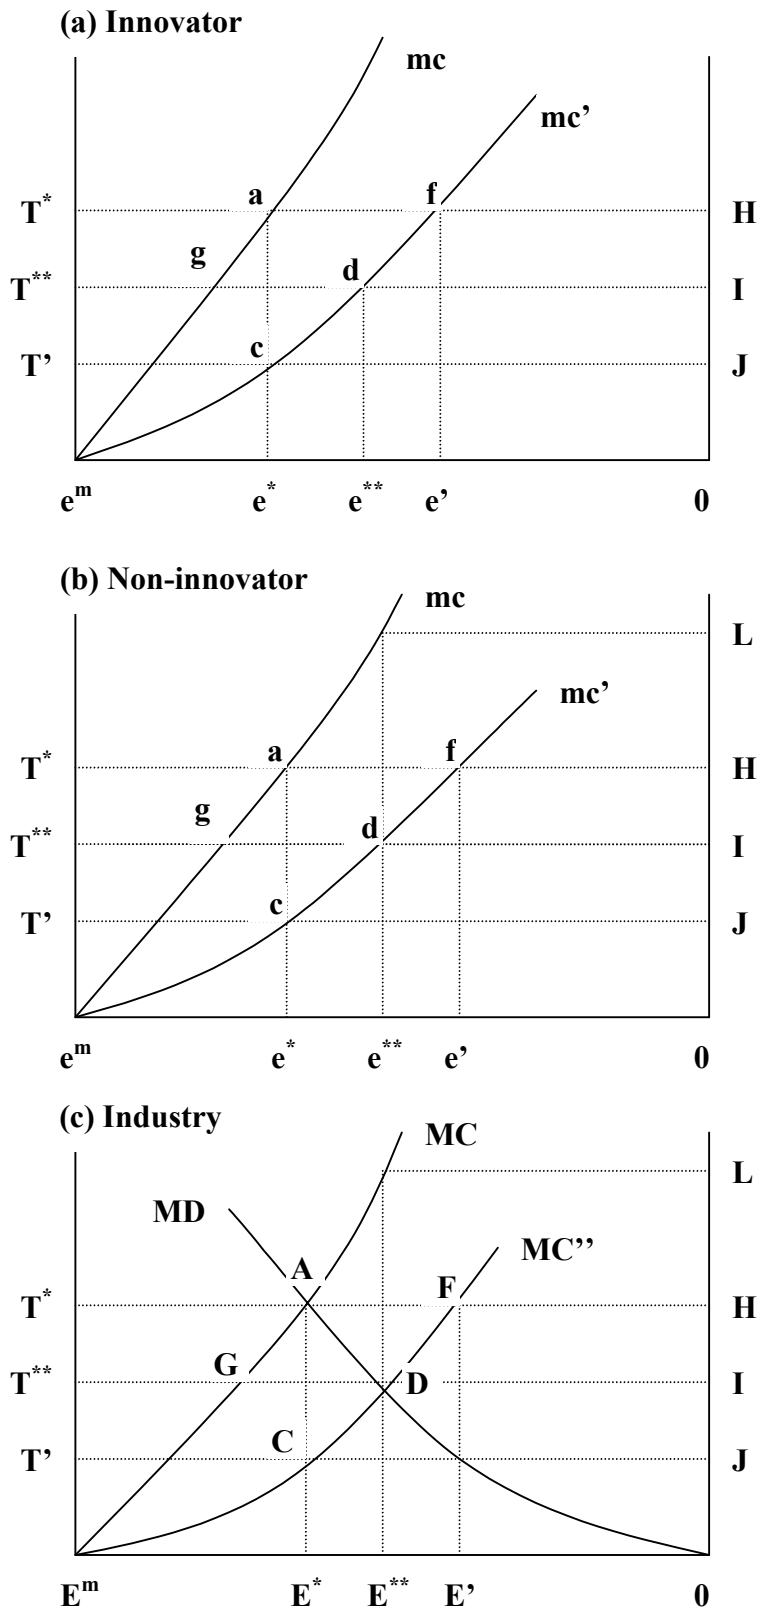 (a) Innovator
mc
mc’
a
f
T* H
g
d
T** I
c
T’ J
e^m e* e** e’ 0
(b) Non-innovator
mc
L
mc’
a
f
T* H
g
d
T** I
c
T’ J
e^m e* e** e’ 0
(c) Industry
MC
L
MD
MC’’
A
F
T* H
G
T** D I
C
T’ J
E^m E* E** E’ 0